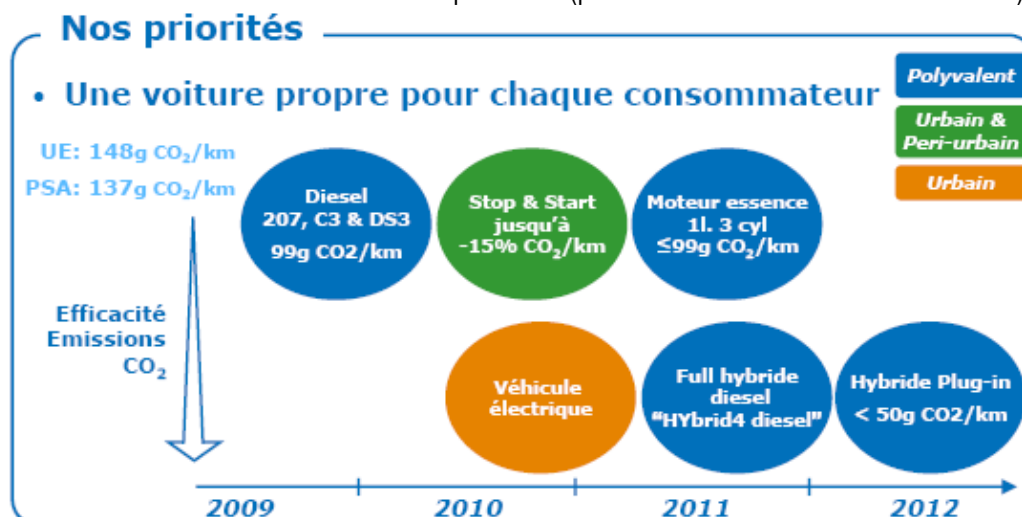 Nos priorités
• Une voiture propre pour chaque consommateur
Polyvalent
Urbain &
Peri-urbain
Urbain
UE: 148g CO₂/km
PSA: 137g CO₂/km
Diesel
207, C3 & DS3
99g CO2/km
Stop & Start
jusqu'à
-15% CO₂/km
Moteur essence
1l. 3 cyl
≤99g CO₂/km
Efficacité
Emissions
CO₂
Véhicule
électrique
Full hybride
diesel
"HYbrid4 diesel"
Hybride Plug-in
< 50g CO2/km
2009
2010
2011
2012